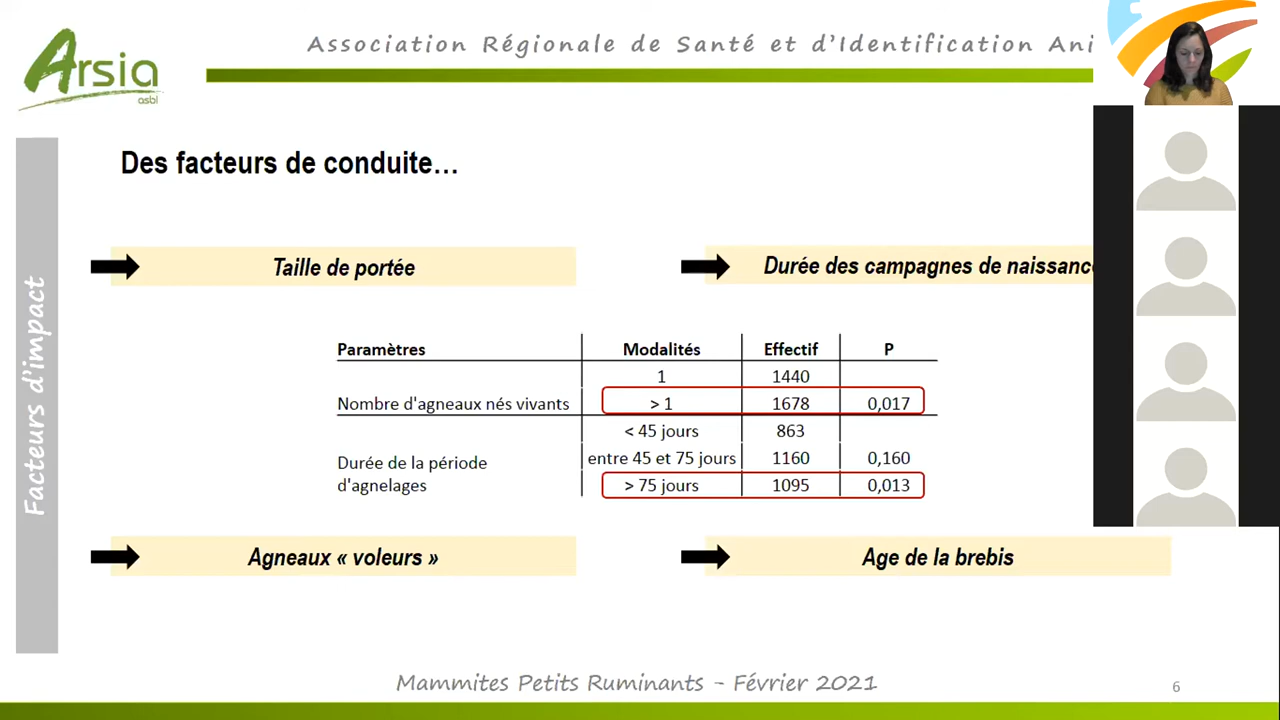 Arsia
asbl
Association Régionale de Santé et d'Identification Ani
Facteurs d'impact
Des facteurs de conduite…
Taille de portée
Durée des campagnes de naissance
Paramètres Modalités Effectif P
1 1440
Nombre d'agneaux nés vivants > 1 1678 0,017
< 45 jours 863
entre 45 et 75 jours 1160 0,160
Durée de la période
d'agnelages > 75 jours 1095 0,013
Agneaux « voleurs »
Age de la brebis
Mammites Petits Ruminants - Février 2021
6